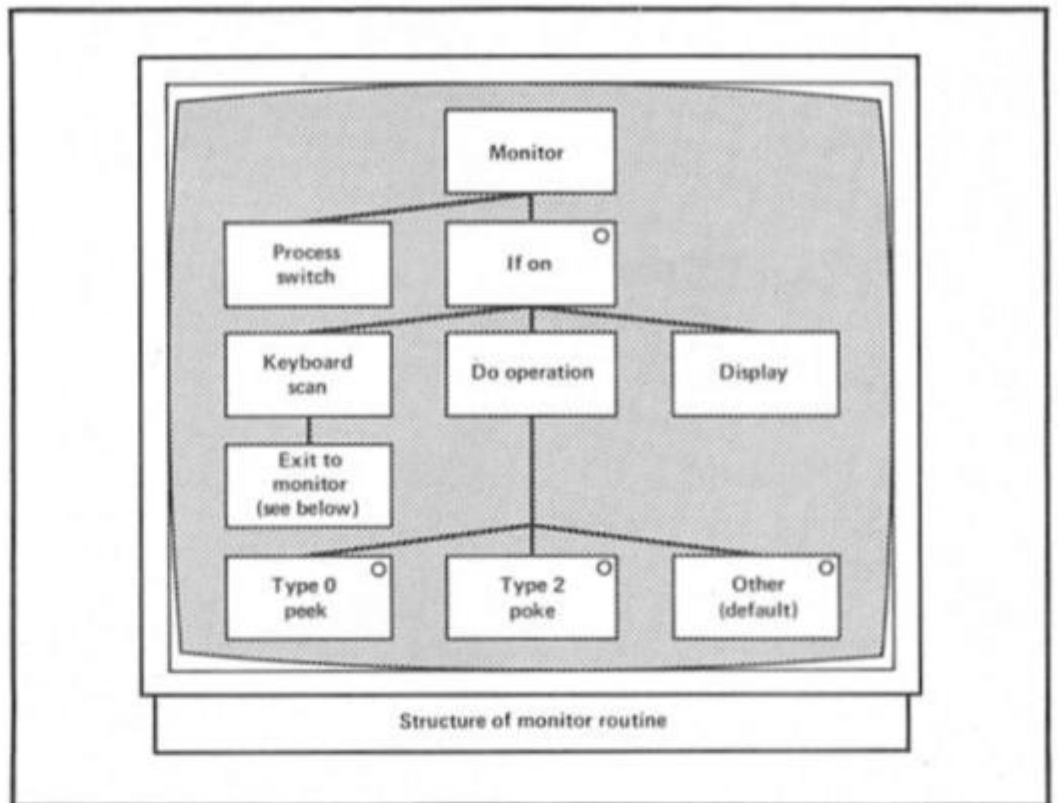 Monitor
Process
switch
If on
Keyboard
scan
Do operation
Display
Exit to
monitor
(see below)
Type 0
peek
Type 2
poke
Other
(default)
Structure of monitor routine